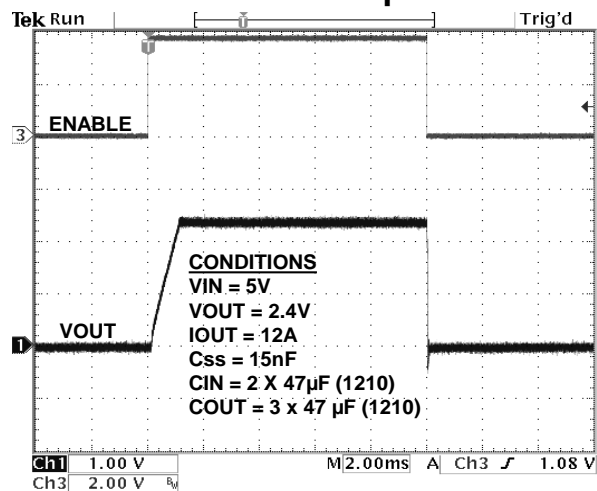 Tek Run
Trig'd
T
T
3
ENABLE
CONDITIONS
VIN = 5V
VOUT = 2.4V
VOUT
IOUT = 12A
1
Css = 15nF
CIN = 2 X 47µF (1210)
COUT = 3 x 47 µF (1210)
Ch1 1.00 V M 2.00ms A Ch3 1.08 V
Ch3 2.00 V BW